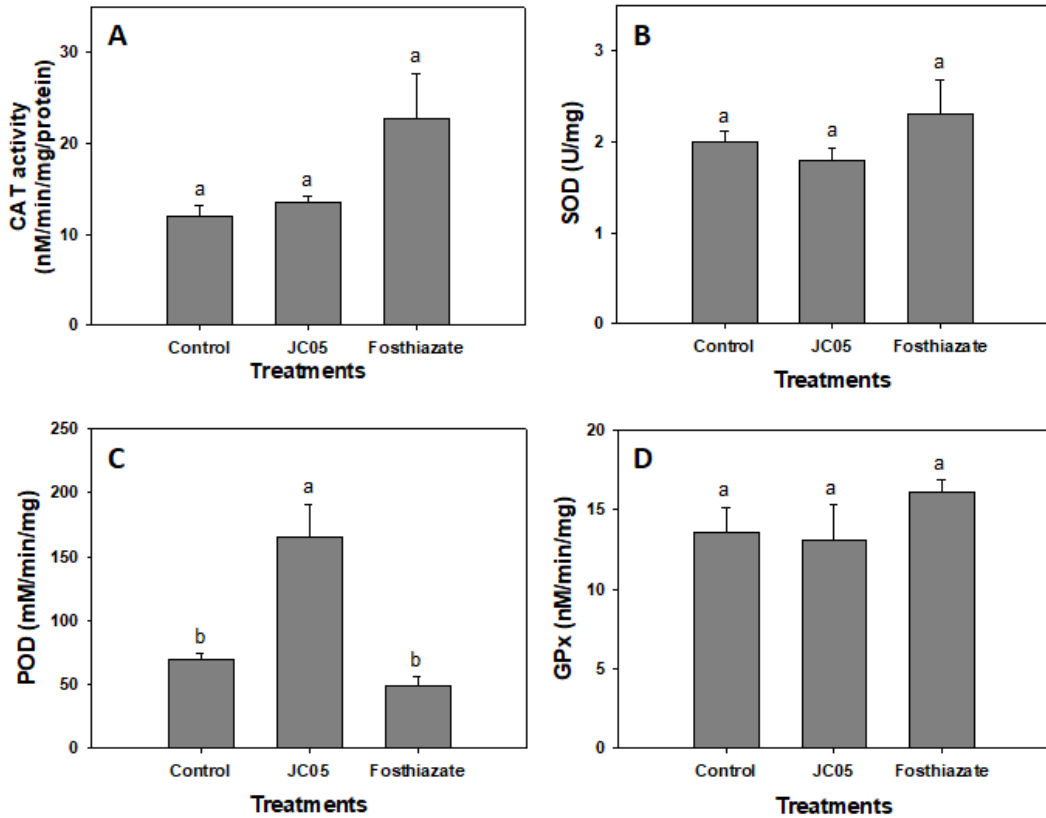 A
CAT activity
(nM/min/mg/protein)
30
20
10
0
a
a
a
Control
JC05
Fosthiazate
Treatments
B
SOD (U/mg)
3
2
1
0
a
a
a
Control
JC05
Fosthiazate
Treatments
C
POD (mM/min/mg)
250
200
150
100
50
0
b
a
b
Control
JC05
Fosthiazate
Treatments
D
GPx (nM/min/mg)
20
15
10
5
0
a
a
a
Control
JC05
Fosthiazate
Treatments